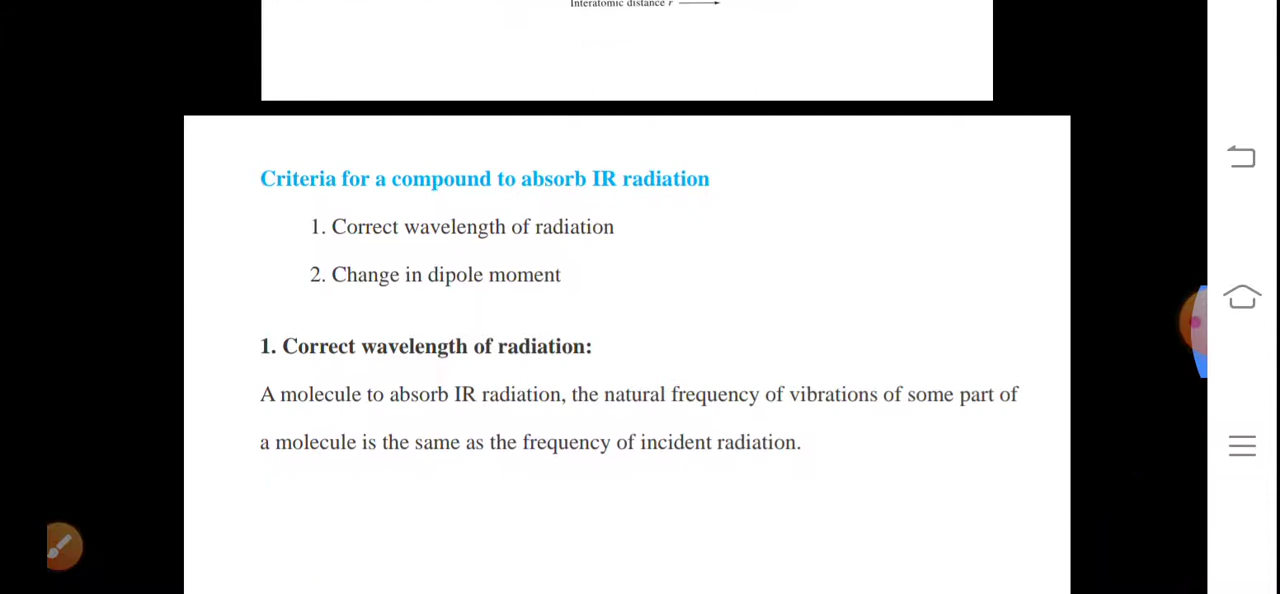 Interatomic distance r
Criteria for a compound to absorb IR radiation
1. Correct wavelength of radiation
2. Change in dipole moment
1. Correct wavelength of radiation:
A molecule to absorb IR radiation, the natural frequency of vibrations of some part of
a molecule is the same as the frequency of incident radiation.